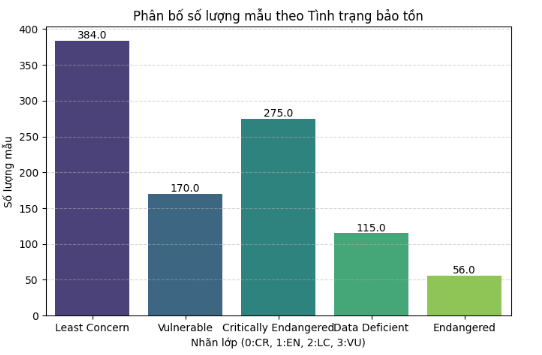 Phân bố số lượng mẫu theo Tình trạng bảo tồn
Số lượng mẫu
400
350
300
250
200
150
100
50
0
384.0
170.0
275.0
115.0
56.0
Least Concern
Vulnerable
Critically Endangered
Data Deficient
Endangered
Nhãn lớp (0:CR, 1:EN, 2:LC, 3:VU)